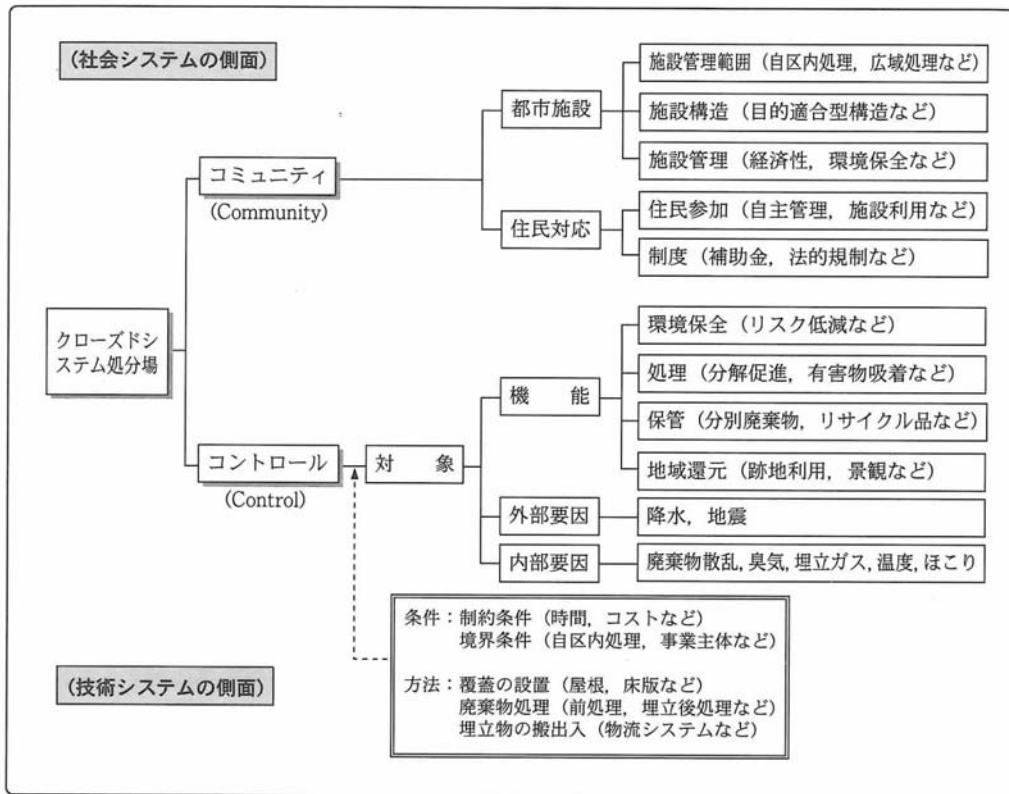 (社会システムの側面)
施設管理範囲(自区内処理, 広域処理など)
都市施設
施設構造(目的適合型構造など)
施設管理(経済性, 環境保全など)
コミュニティ
(Community)
住民参加(自主管理, 施設利用など)
住民対応
制度(補助金, 法的規制など)
クローズドシ
ステム処分場
環境保全(リスク低減など)
処理(分解促進, 有害物吸着など)
機 能
保管(分別廃棄物, リサイクル品など)
地域還元(跡地利用, 景観など)
コントロール
(Control)
対 象
外部要因
降水, 地震
内部要因
廃棄物散乱, 臭気, 埋立ガス, 温度, ほこり
条件:制約条件(時間, コストなど)
境界条件(自区内処理, 事業主体など)
方法:覆蓋の設置(屋根, 床版など)
廃棄物処理(前処理, 埋立後処理など)
埋立物の搬出入(物流システムなど)
(技術システムの側面)